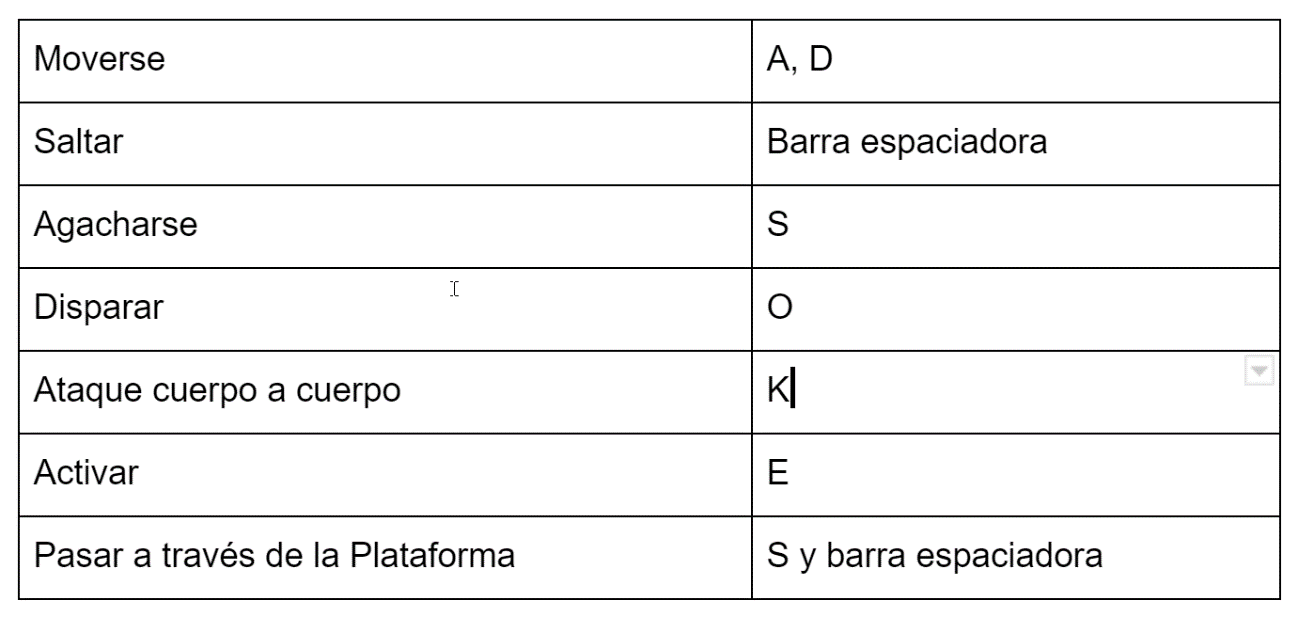 Moverse A, D
Saltar Barra espaciadora
Agacharse S
Disparar O
Ataque cuerpo a cuerpo K
Activar E
Pasar a través de la Plataforma S y barra espaciadora